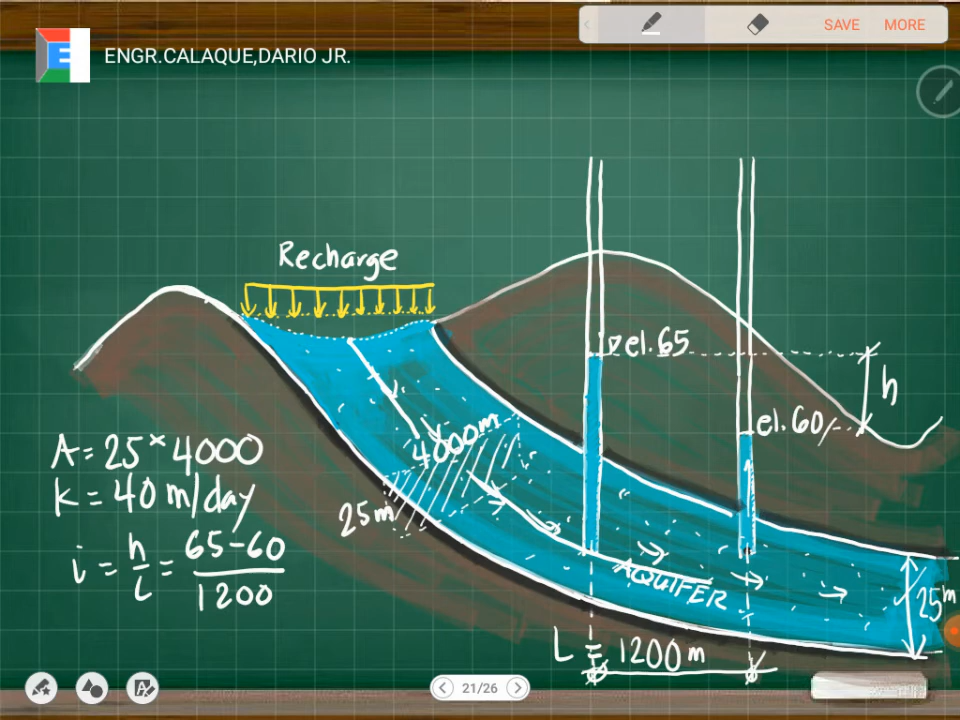 SAVE MORE
E ENGR.CALAQUE,DARIO JR.
Recharge
el.65
h
el.60
4000m
25m
A = 25 × 4000
K = 40 m/day
i = h/L = 65-60/1200
AQUIFER
25m
L = 1200m
21/26